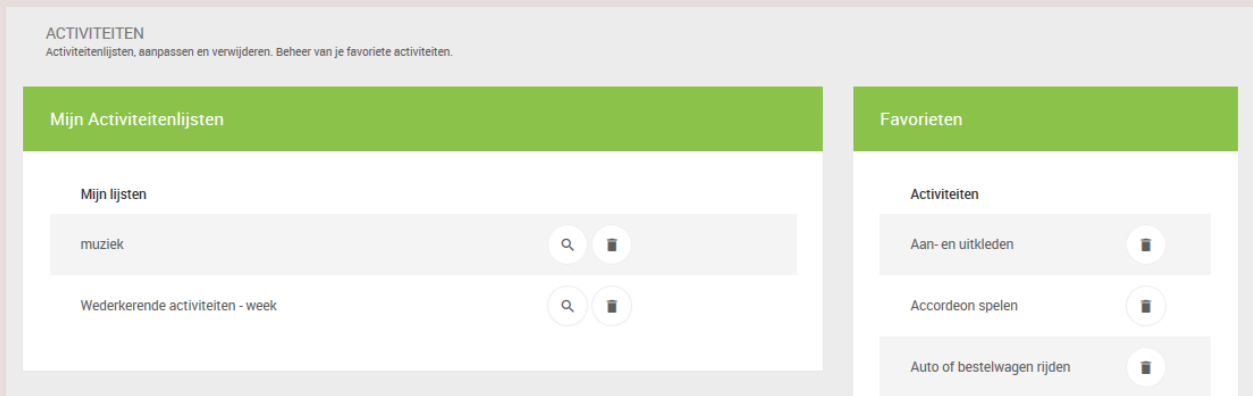 ACTIVITEITEN
Activiteitenlijsten, aanpassen en verwijderen. Beheer van je favoriete activiteiten.
Mijn Activiteitenlijsten
Mijn lijsten
muziek
Wederkerende activiteiten - week
Favorieten
Activiteiten
Aan- en uitkleden
Accordeon spelen
Auto of bestelwagen rijden